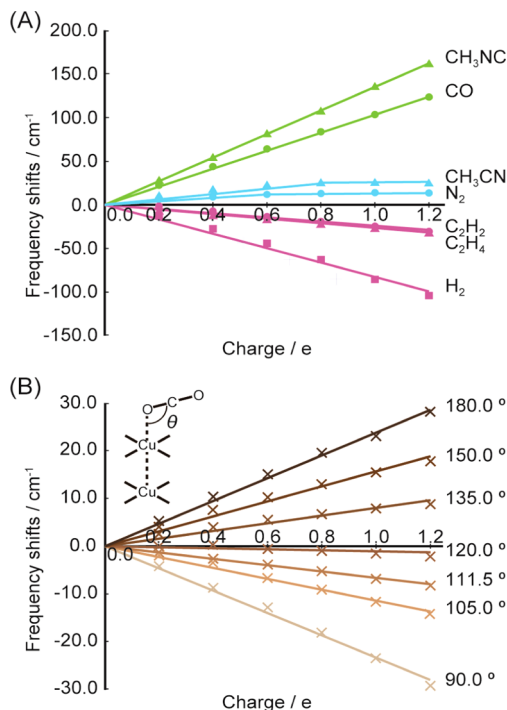 (A)
Frequency shifts / cm⁻¹
200.0
150.0
100.0
50.0
0.0
-50.0
-100.0
-150.0
0.0 0.2 0.4 0.6 0.8 1.0 1.2
Charge / e
CH₃NC
CO
CH₃CN
N₂
C₂H₂
C₂H₄
H₂
(B)
Frequency shifts / cm⁻¹
30.0
20.0
10.0
0.0
-10.0
-20.0
-30.0
O C O
θ
Cu
Cu
0.0 0.2 0.4 0.6 0.8 1.0 1.2
Charge / e
180.0 º
150.0 º
135.0 º
120.0 º
111.5 º
105.0 º
90.0 º